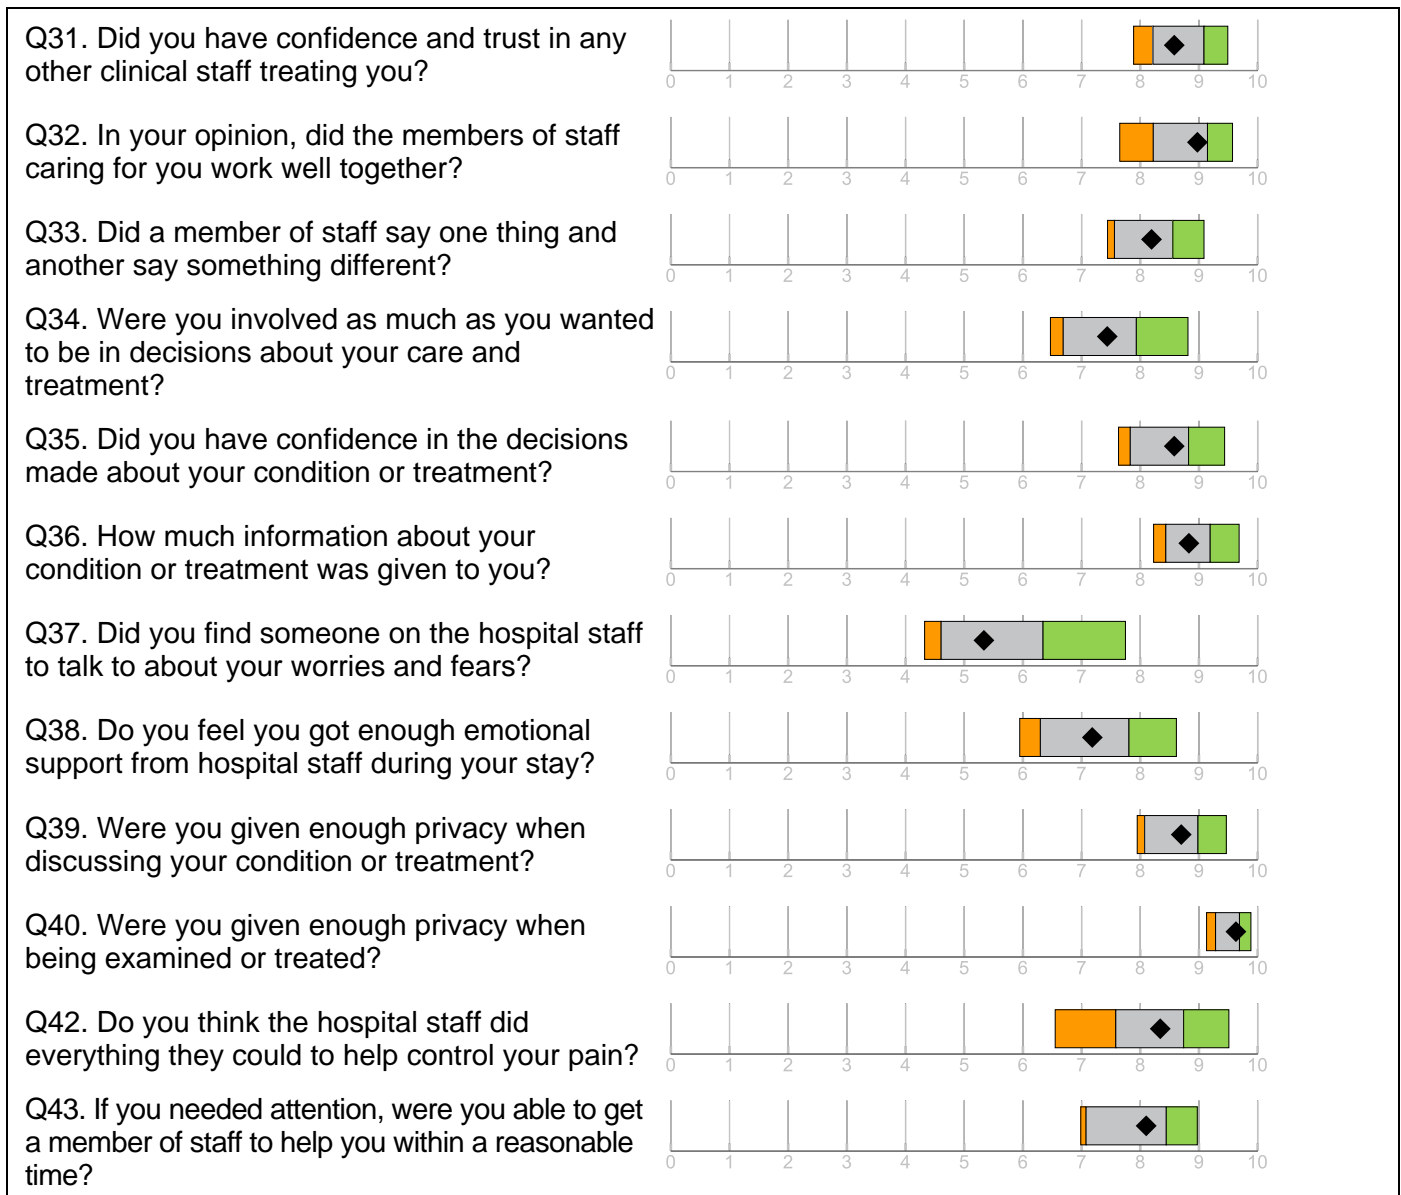 Q31. Did you have confidence and trust in any
other clinical staff treating you?
0 1 2 3 4 5 6 7 8 9 10
Q32. In your opinion, did the members of staff
caring for you work well together?
0 1 2 3 4 5 6 7 8 9 10
Q33. Did a member of staff say one thing and
another say something different?
0 1 2 3 4 5 6 7 8 9 10
Q34. Were you involved as much as you wanted
to be in decisions about your care and
treatment?
0 1 2 3 4 5 6 7 8 9 10
Q35. Did you have confidence in the decisions
made about your condition or treatment?
0 1 2 3 4 5 6 7 8 9 10
Q36. How much information about your
condition or treatment was given to you?
0 1 2 3 4 5 6 7 8 9 10
Q37. Did you find someone on the hospital staff
to talk to about your worries and fears?
0 1 2 3 4 5 6 7 8 9 10
Q38. Do you feel you got enough emotional
support from hospital staff during your stay?
0 1 2 3 4 5 6 7 8 9 10
Q39. Were you given enough privacy when
discussing your condition or treatment?
0 1 2 3 4 5 6 7 8 9 10
Q40. Were you given enough privacy when
being examined or treated?
0 1 2 3 4 5 6 7 8 9 10
Q42. Do you think the hospital staff did
everything they could to help control your pain?
0 1 2 3 4 5 6 7 8 9 10
Q43. If you needed attention, were you able to get
a member of staff to help you within a reasonable
time?
0 1 2 3 4 5 6 7 8 9 10